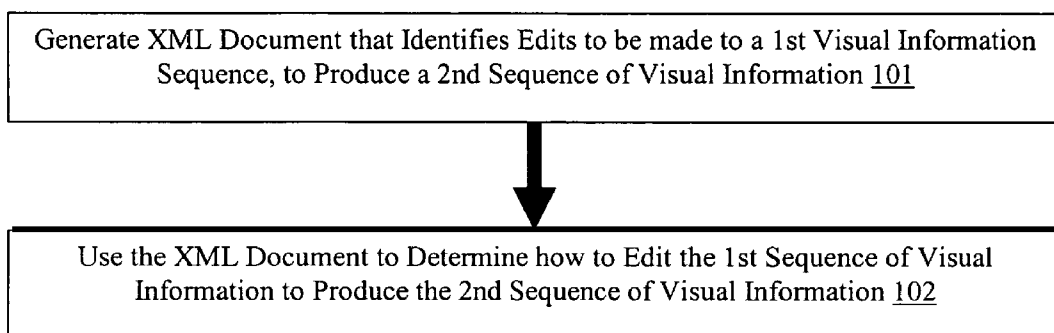 Generate XML Document that Identifies Edits to be made to a 1st Visual Information
Sequence, to Produce a 2nd Sequence of Visual Information 101
Use the XML Document to Determine how to Edit the 1st Sequence of Visual
Information to Produce the 2nd Sequence of Visual Information 102